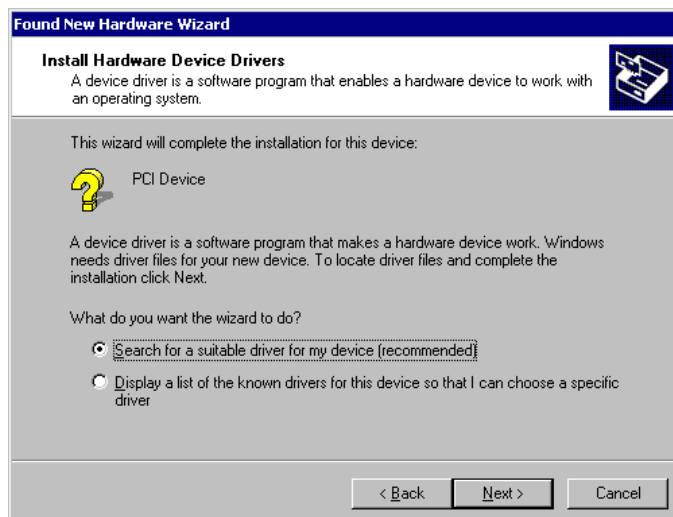 Found New Hardware Wizard
Install Hardware Device Drivers
A device driver is a software program that enables a hardware device to work with
an operating system.
This wizard will complete the installation for this device:
PCI Device
A device driver is a software program that makes a hardware device work. Windows
needs driver files for your new device. To locate driver files and complete the
installation click Next.
What do you want the wizard to do?
Search for a suitable driver for my device (recommended)
Display a list of the known drivers for this device so that I can choose a specific
driver
< Back Next > Cancel